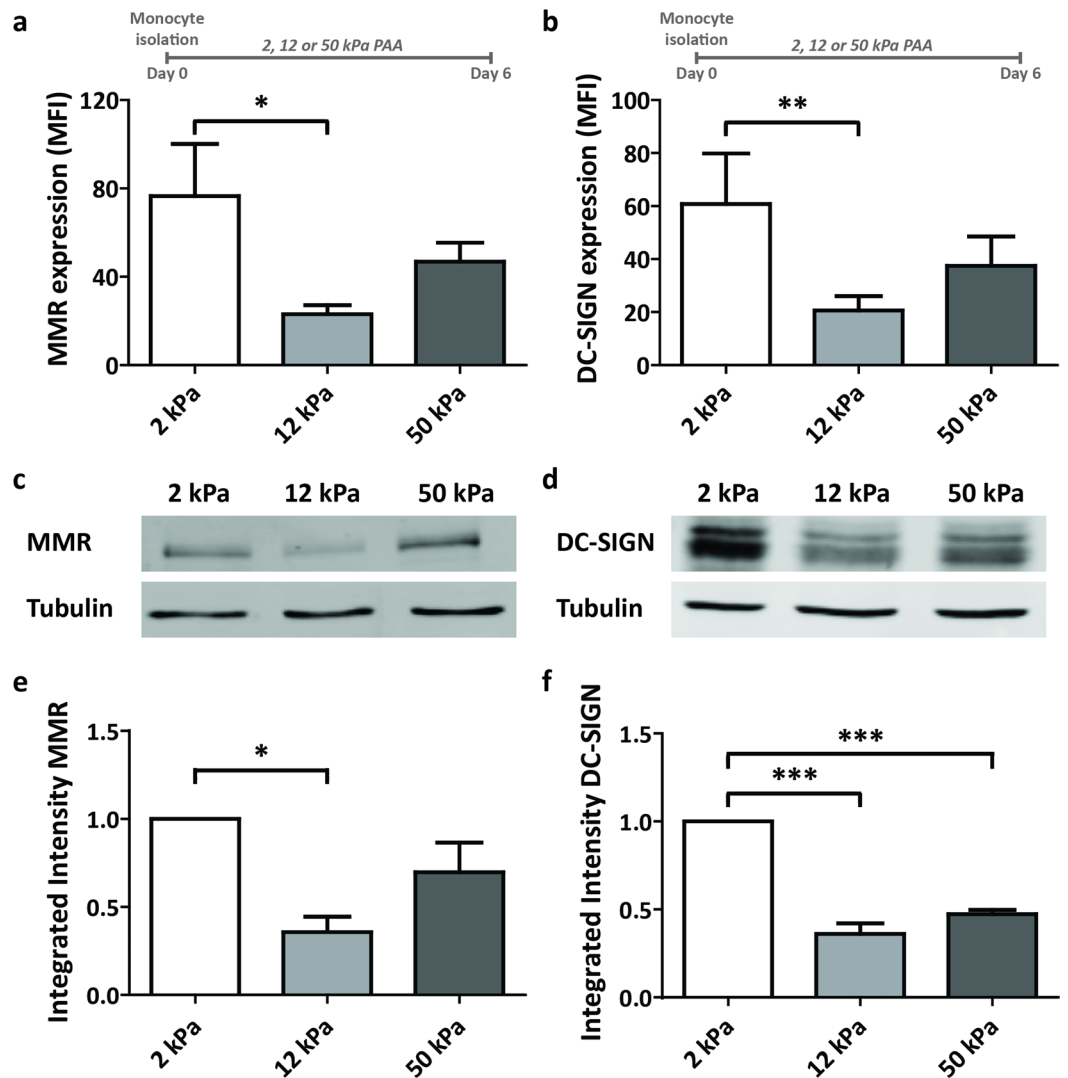 a
Monocyte
isolation
2, 12 or 50 kPa PAA
Day 0
Day 6
MMR expression (MFI)
120
80
40
0
*
2 kPa
12 kPa
50 kPa
b
Monocyte
isolation
2, 12 or 50 kPa PAA
Day 0
Day 6
DC-SIGN expression (MFI)
100
80
60
40
20
0
**
2 kPa
12 kPa
50 kPa
c
2 kPa 12 kPa 50 kPa
MMR
Tubulin
d
2 kPa 12 kPa 50 kPa
DC-SIGN
Tubulin
e
Integrated Intensity MMR
1.5
1.0
0.5
0.0
*
2 kPa
12 kPa
50 kPa
f
Integrated Intensity DC-SIGN
1.5
1.0
0.5
0.0
***
***
2 kPa
12 kPa
50 kPa